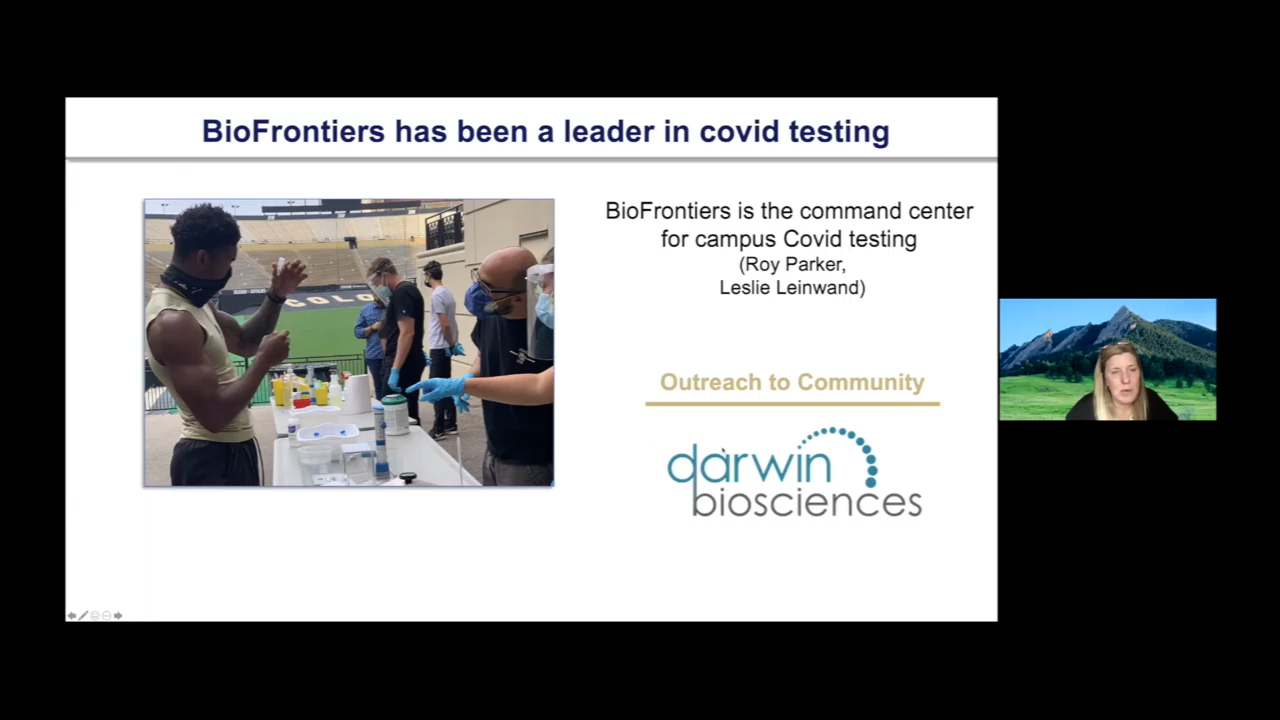 BioFrontiers has been a leader in covid testing
BioFrontiers is the command center
for campus Covid testing
(Roy Parker,
Leslie Leinwand)
COLO
Outreach to Community
darwin
biosciences